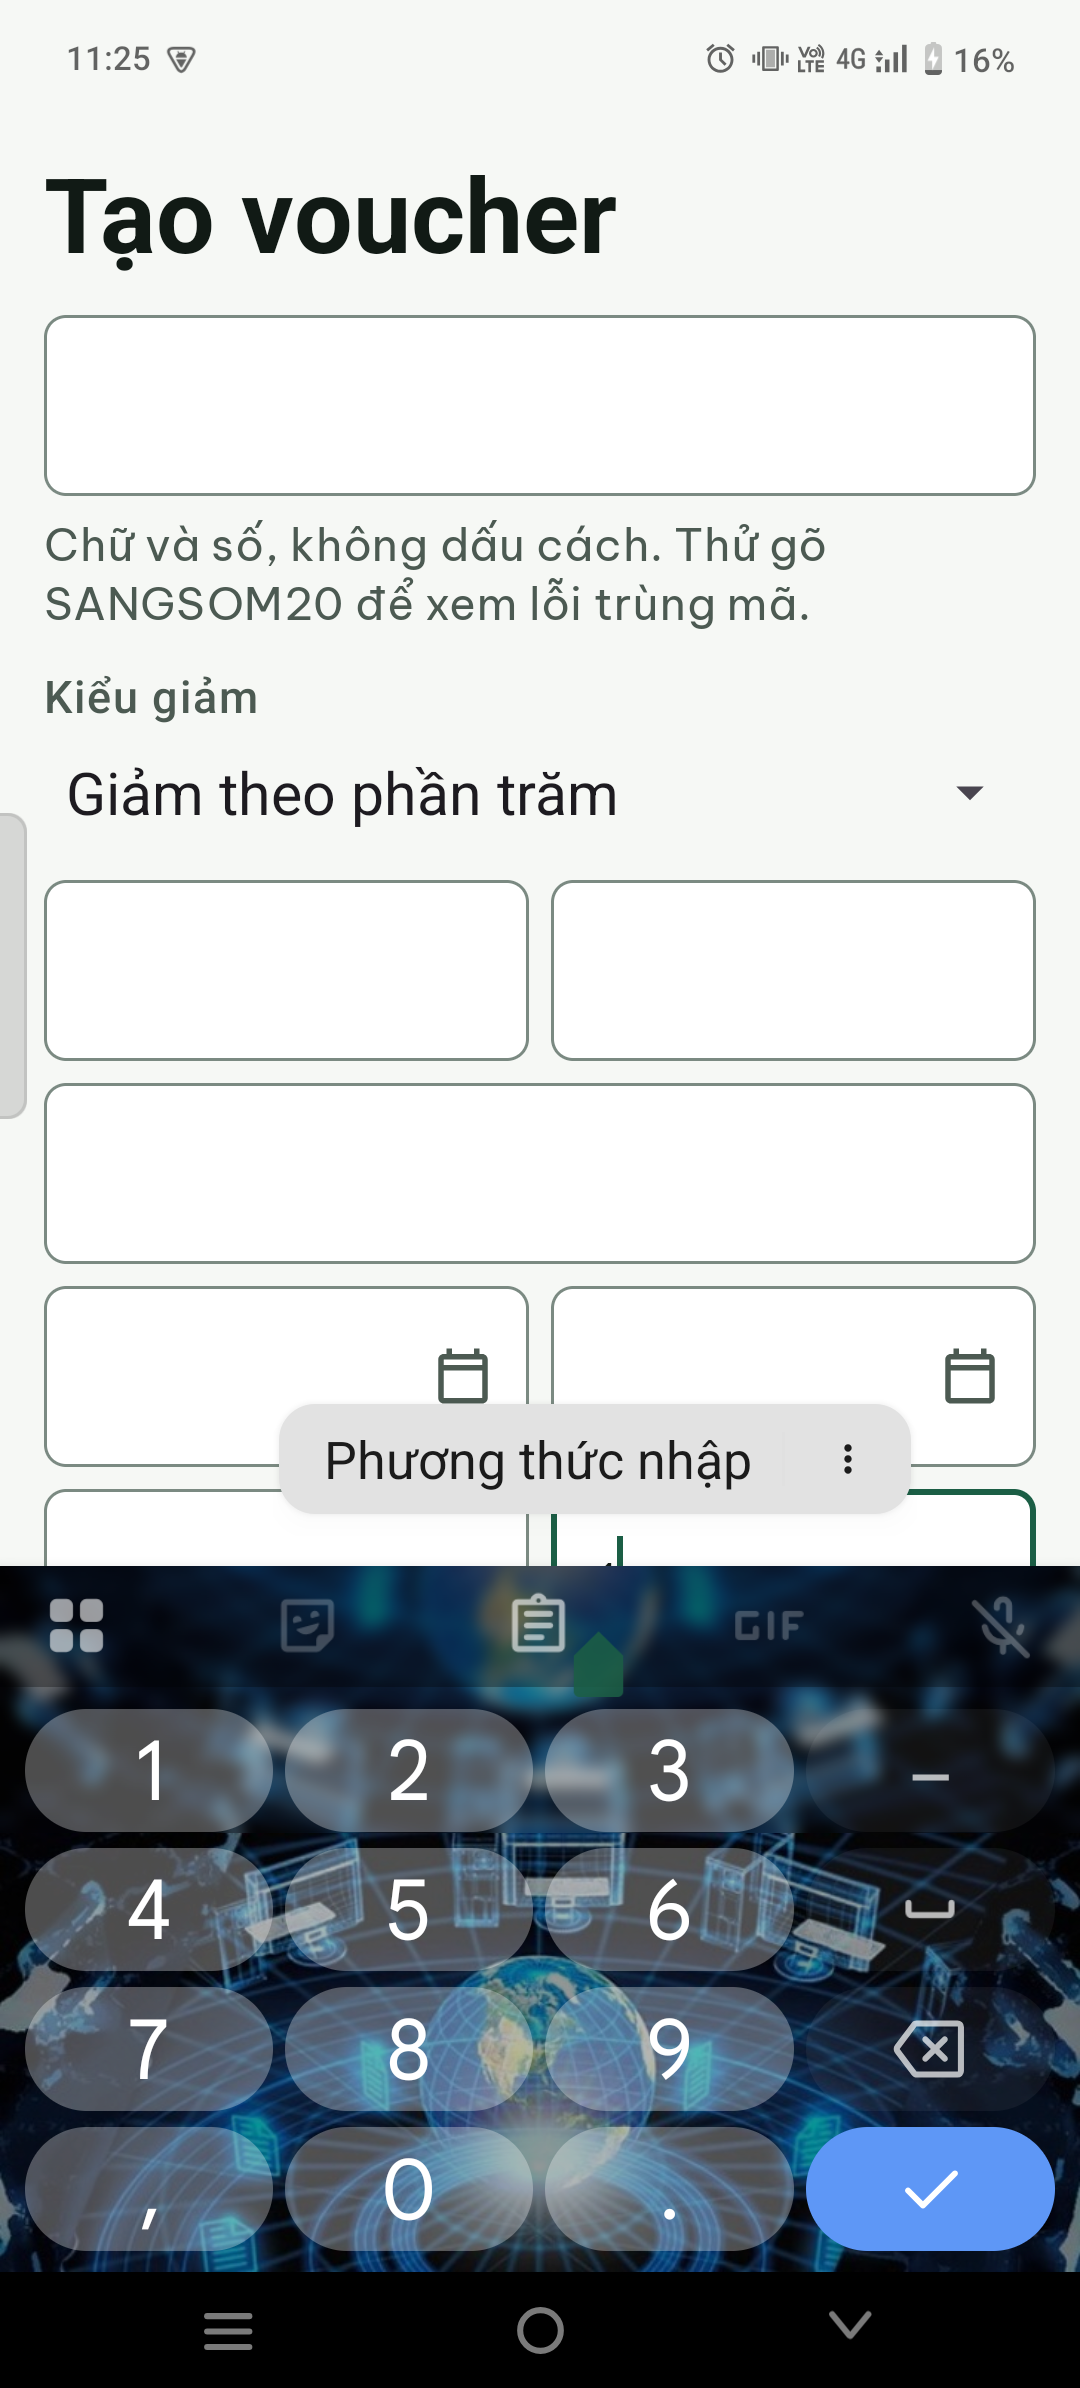 11:25
VoLTE 4G 16%
Tạo voucher
Chữ và số, không dấu cách. Thử gõ
SANGSOM20 để xem lỗi trùng mã.
Kiểu giảm
Giảm theo phần trăm
Phương thức nhập
GIF
1 2 3 –
4 5 6
7 8 9
, 0 .